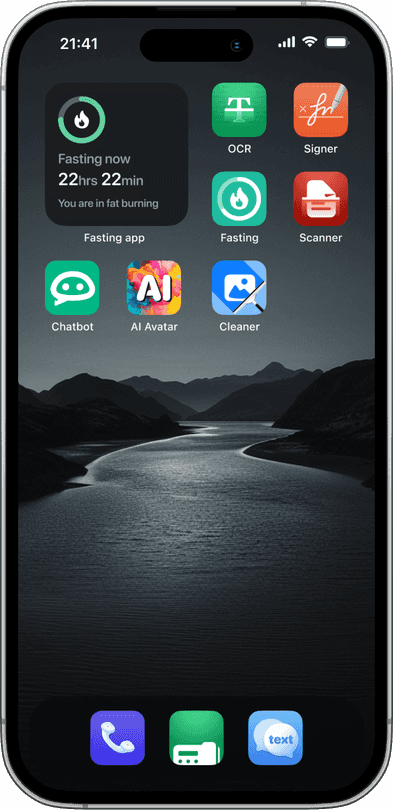 21:41
Fasting now
22hrs 22min
You are in fat burning
Fasting app
T
OCR
Signer
Fasting
Scanner
Chatbot
AI
AI Avatar
Cleaner
text